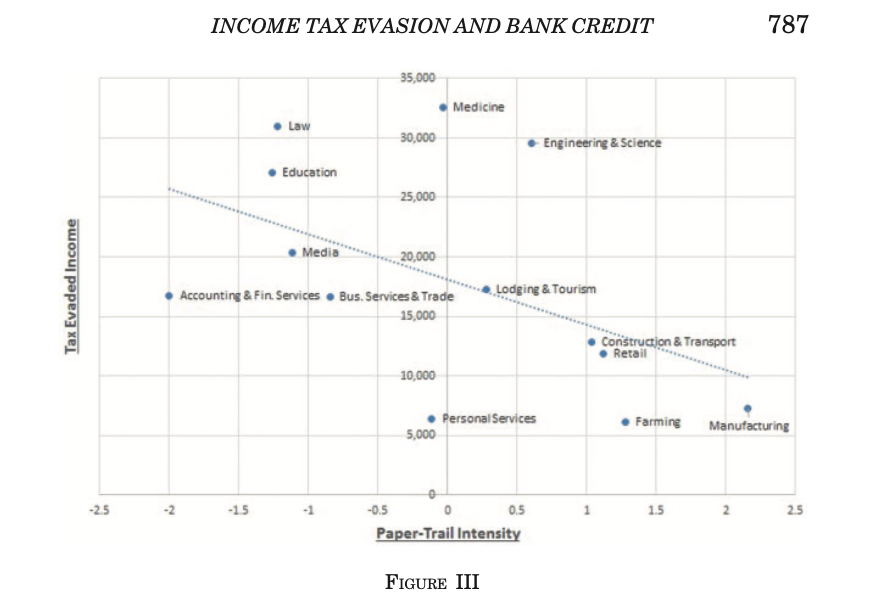 INCOME TAX EVASION AND BANK CREDIT 787
35,000
Medicine
Law
30,000
Engineering & Science
Education
25,000
Media
20,000
Lodging & Tourism
Accounting & Fin. Services
Bus. Services & Trade
15,000
Construction & Transport
Retail
10,000
Personal Services
Farming
Manufacturing
5,000
0
-2.5 -2 -1.5 -1 -0.5 0 0.5 1 1.5 2 2.5
Tax Evaded Income
Paper-Trail Intensity
FIGURE III